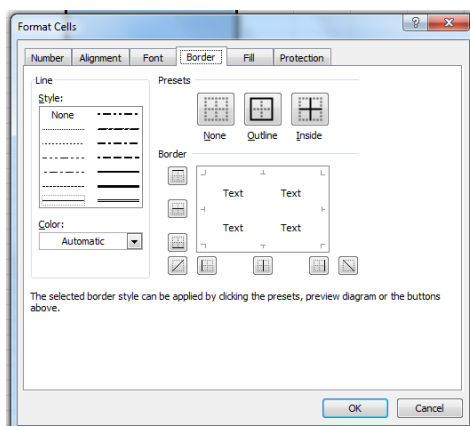 Format Cells
?
Number Alignment Font Border Fill Protection
Line
Style:
None
Color:
Automatic
Presets
None Outline Inside
Border
Text Text
Text Text
The selected border style can be applied by clicking the presets, preview diagram or the buttons
above.
OK Cancel